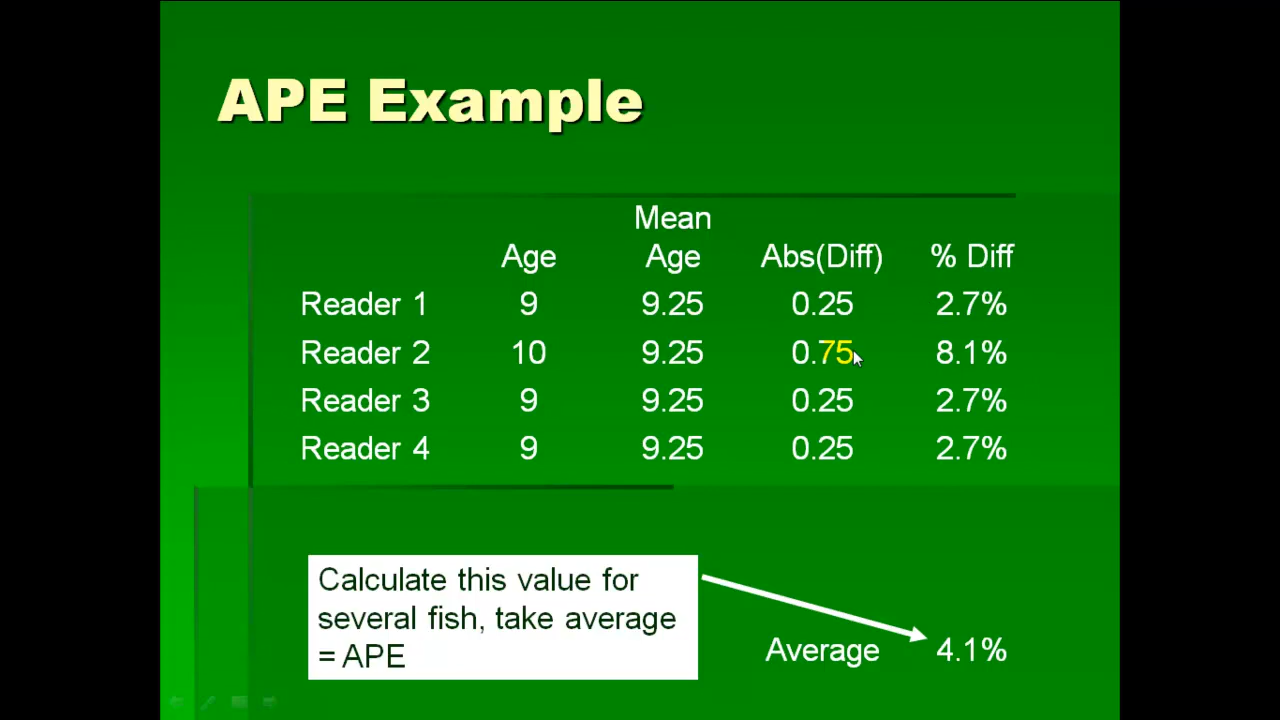 APE Example
Mean
Age Age Abs(Diff) % Diff
Reader 1 9 9.25 0.25 2.7%
Reader 2 10 9.25 0.75 8.1%
Reader 3 9 9.25 0.25 2.7%
Reader 4 9 9.25 0.25 2.7%
Calculate this value for
several fish, take average
= APE
Average 4.1%